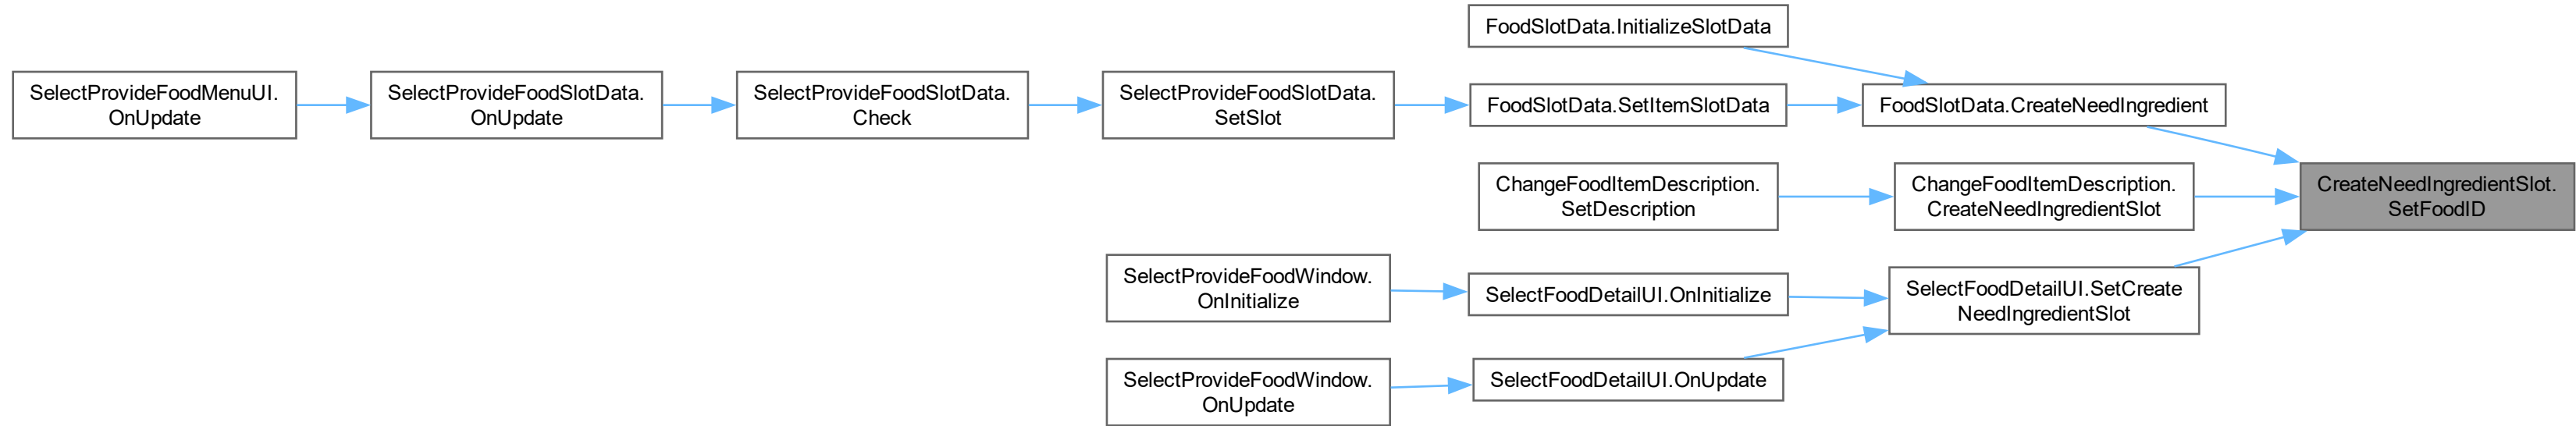 FoodSlotData.InitializeSlotData
SelectProvideFoodMenuUI.
OnUpdate
SelectProvideFoodSlotData.
OnUpdate
SelectProvideFoodSlotData.
Check
SelectProvideFoodSlotData.
SetSlot
FoodSlotData.SetItemSlotData
FoodSlotData.CreateNeedIngredient
ChangeFoodItemDescription.
SetDescription
ChangeFoodItemDescription.
CreateNeedIngredientSlot
CreateNeedIngredientSlot.
SetFoodID
SelectProvideFoodWindow.
OnInitialize
SelectFoodDetailUI.OnInitialize
SelectFoodDetailUI.SetCreate
NeedIngredientSlot
SelectProvideFoodWindow.
OnUpdate
SelectFoodDetailUI.OnUpdate